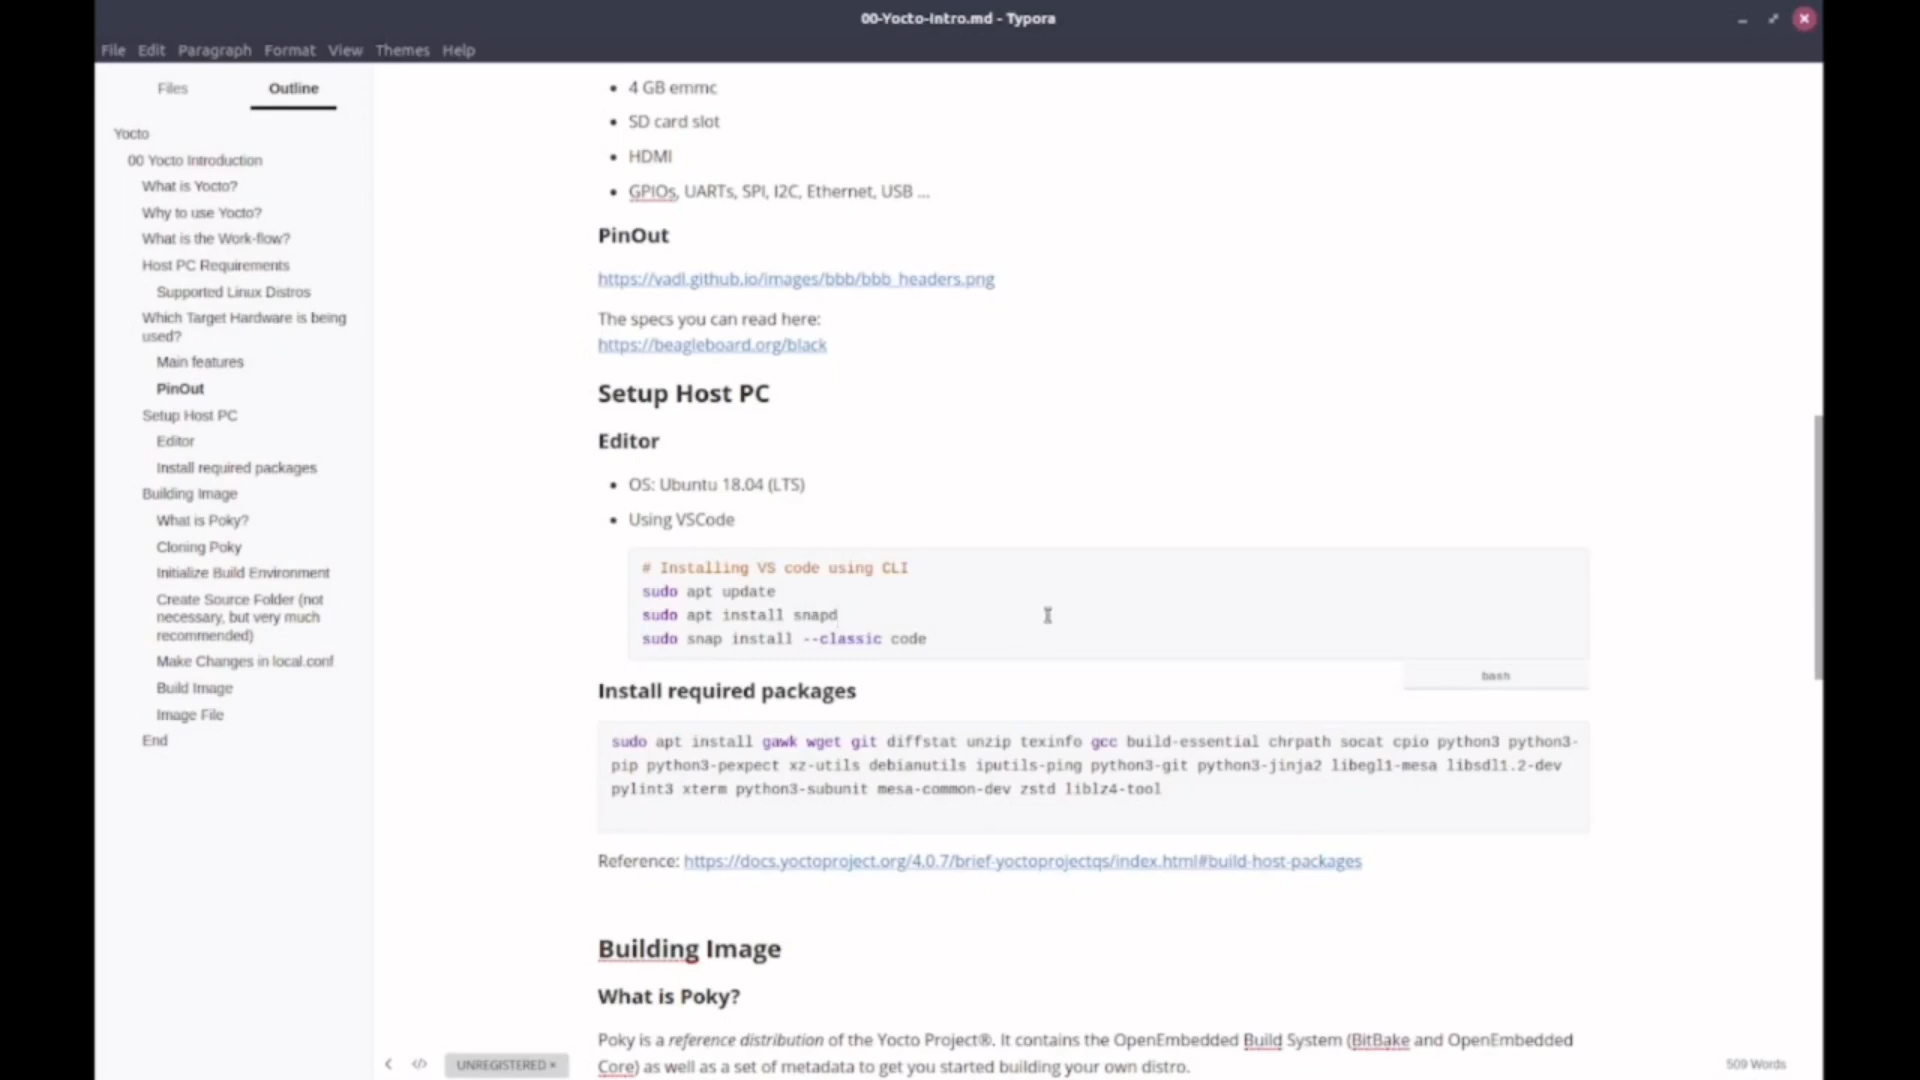 00-Yocto-Intro.md - Typora
File Edit Paragraph Format View Themes Help
Files Outline
Yocto
00 Yocto Introduction
What is Yocto?
Why to use Yocto?
What is the Work-flow?
Host PC Requirements
Supported Linux Distros
Which Target Hardware is being
used?
Main features
PinOut
Setup Host PC
Editor
Install required packages
Building Image
What is Poky?
Cloning Poky
Initialize Build Environment
Create Source Folder (not
necessary, but very much
recommended)
Make Changes in local.conf
Build Image
Image File
End
• 4 GB emmc
• SD card slot
• HDMI
• GPIOs, UARTs, SPI, I2C, Ethernet, USB ...
PinOut
https://vadl.github.io/images/bbb/bbb_headers.png
The specs you can read here:
https://beagleboard.org/black
Setup Host PC
Editor
• OS: Ubuntu 18.04 (LTS)
• Using VSCode
# Installing VS code using CLI
sudo apt update
sudo apt install snapd
sudo snap install --classic code
bash
Install required packages
sudo apt install gawk wget git diffstat unzip texinfo gcc build-essential chrpath socat cpio python3 python3-
pip python3-pexpect xz-utils debianutils iputils-ping python3-git python3-jinja2 libegl1-mesa libsdl1.2-dev
pylint3 xterm python3-subunit mesa-common-dev zstd liblz4-tool
Reference: https://docs.yoctoproject.org/4.0.7/brief-yoctoprojectqs/index.html#build-host-packages
Building Image
What is Poky?
Poky is a reference distribution of the Yocto Project®. It contains the OpenEmbedded Build System (BitBake and OpenEmbedded
Core) as well as a set of metadata to get you started building your own distro.
< </> UNREGISTERED × 509 Words